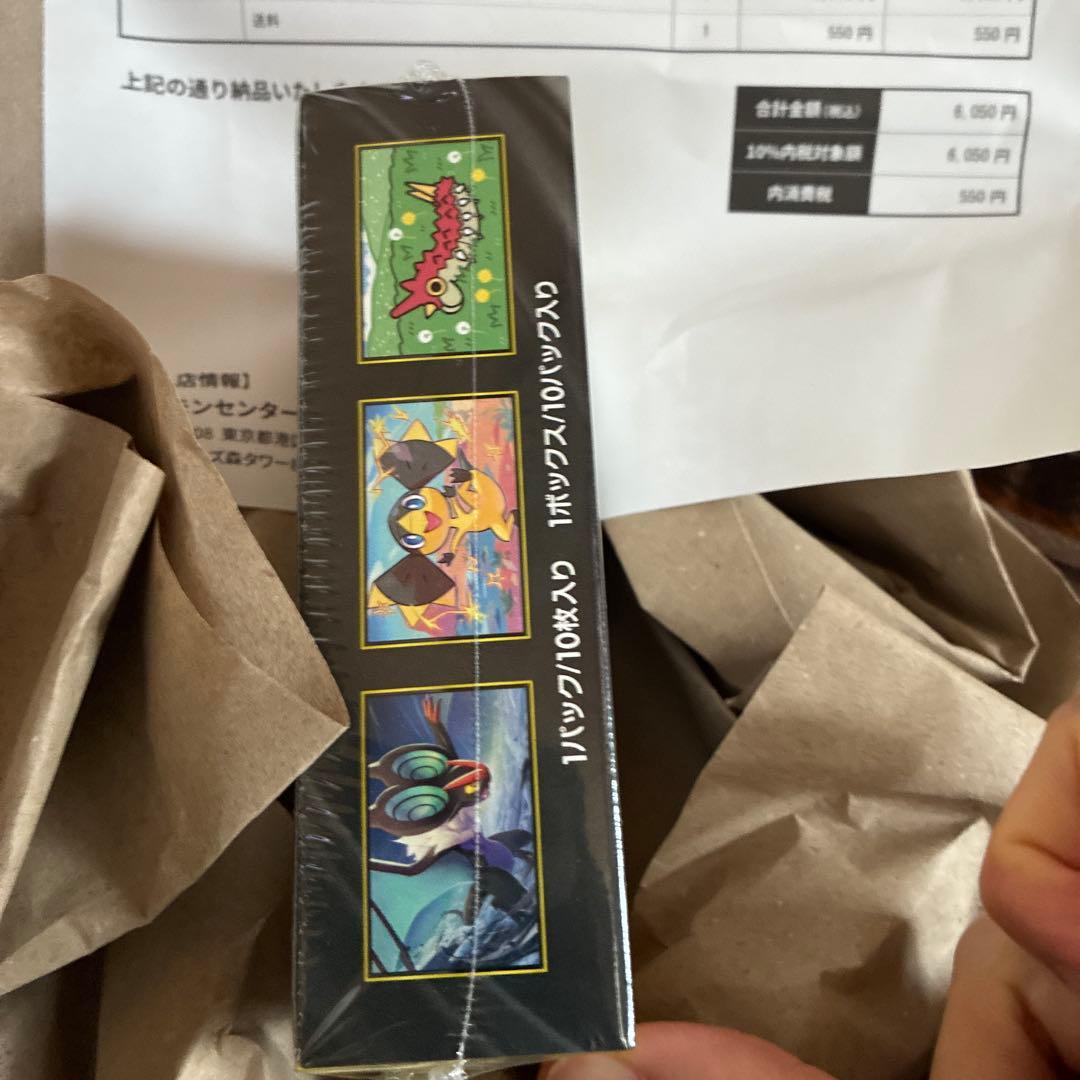 送料 1 550 円 550 円
上記の通り納品いたしま
合計金額(税込) 6,050 円
10%内税対象額 6,050 円
内消費税 550 円
店情報】
モンセンター
08 東京都港区
ズ森タワー
1パック/10枚入り 1ボックス/10パック入り